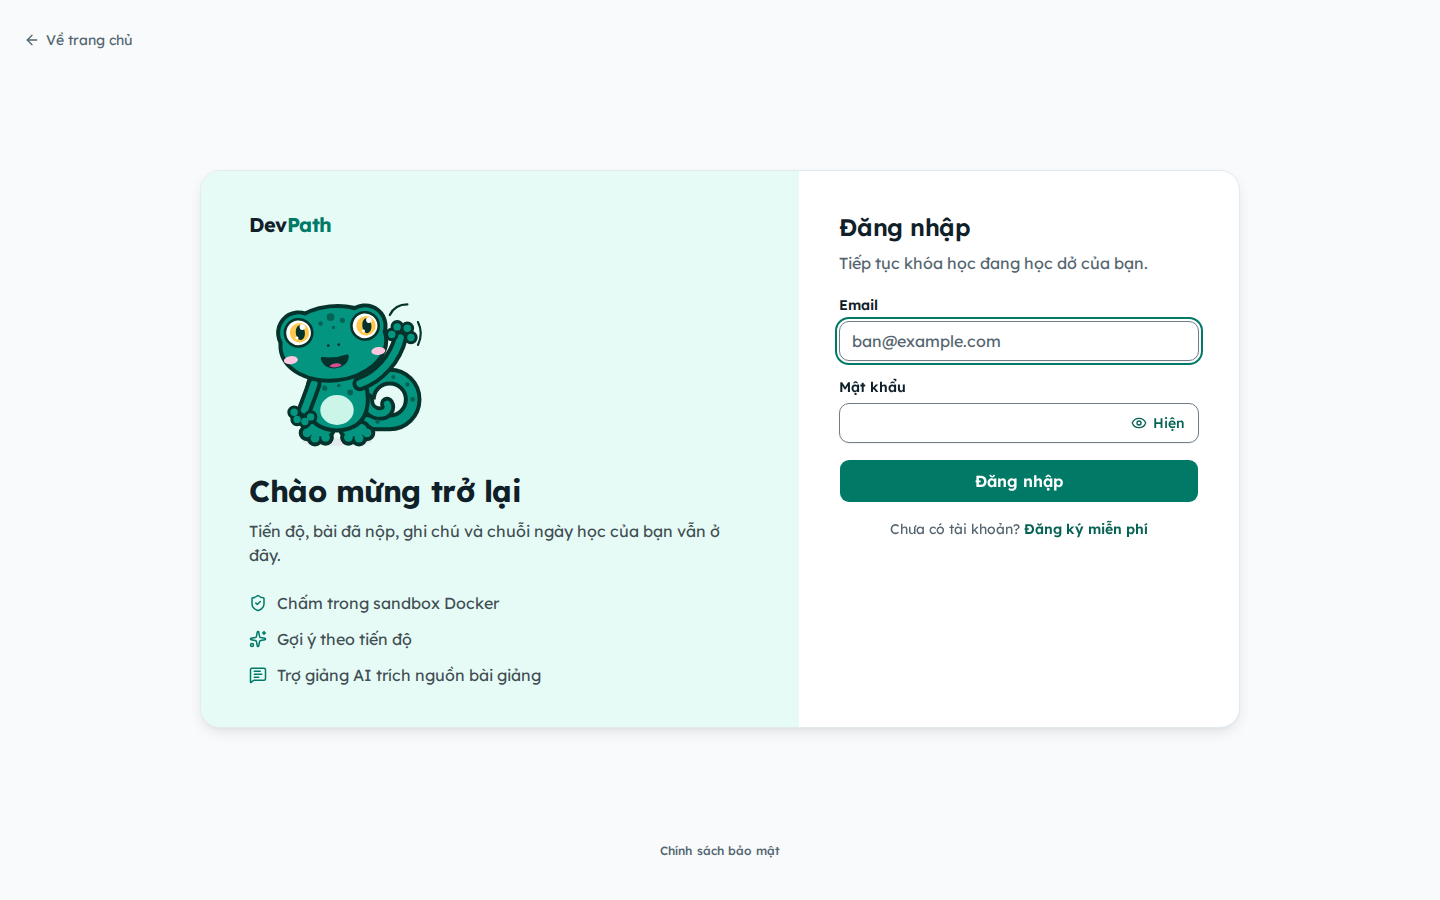 Về trang chủ
DevPath
Chào mừng trở lại
Tiến độ, bài đã nộp, ghi chú và chuỗi ngày học của bạn vẫn ở
đây.
Chấm trong sandbox Docker
Gợi ý theo tiến độ
Trợ giảng AI trích nguồn bài giảng
Đăng nhập
Tiếp tục khóa học đang học dở của bạn.
Email
ban@example.com
Mật khẩu
Hiện
Đăng nhập
Chưa có tài khoản? Đăng ký miễn phí
Chính sách bảo mật